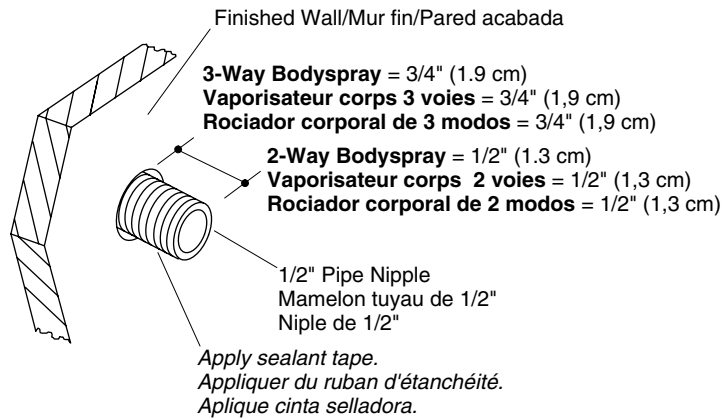 Finished Wall/Mur fin/Pared acabada
3-Way Bodyspray = 3/4" (1.9 cm)
Vaporisateur corps 3 voies = 3/4" (1,9 cm)
Rociador corporal de 3 modos = 3/4" (1,9 cm)
2-Way Bodyspray = 1/2" (1.3 cm)
Vaporisateur corps 2 voies = 1/2" (1,3 cm)
Rociador corporal de 2 modos = 1/2" (1,3 cm)
1/2" Pipe Nipple
Mamelon tuyau de 1/2"
Niple de 1/2"
Apply sealant tape.
Appliquer du ruban d'étanchéité.
Aplique cinta selladora.